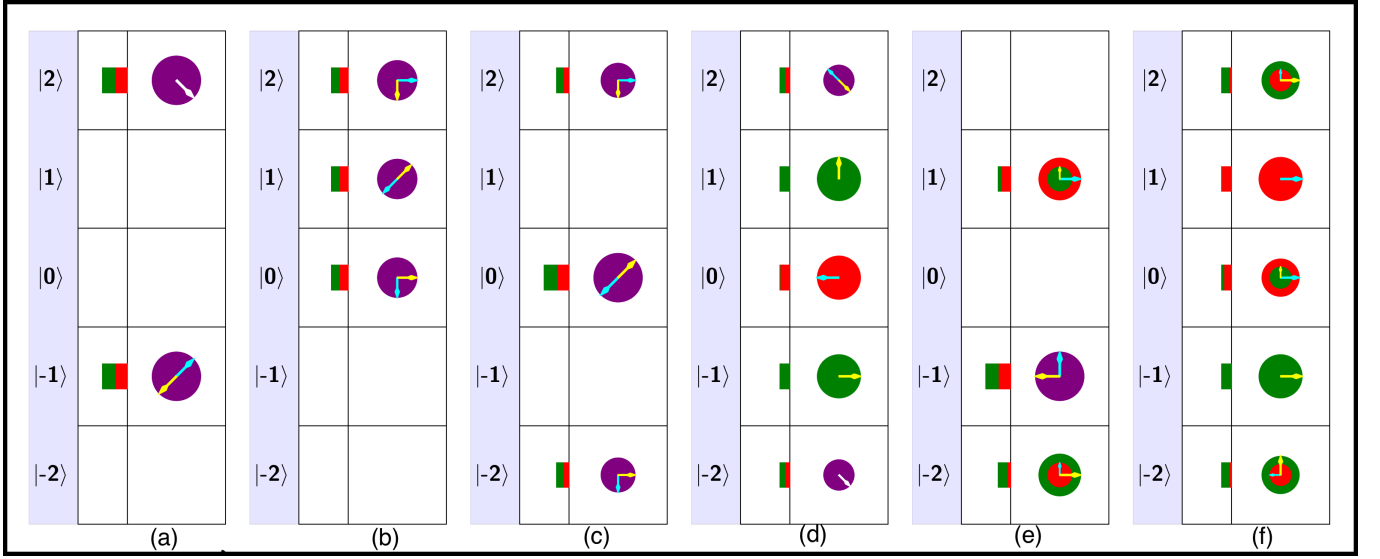 |2⟩ |2⟩ |2⟩ |2⟩ |2⟩ |2⟩
|1⟩ |1⟩ |1⟩ |1⟩ |1⟩ |1⟩
|0⟩ |0⟩ |0⟩ |0⟩ |0⟩ |0⟩
|-1⟩ |-1⟩ |-1⟩ |-1⟩ |-1⟩ |-1⟩
|-2⟩ |-2⟩ |-2⟩ |-2⟩ |-2⟩ |-2⟩
(a) (b) (c) (d) (e) (f)